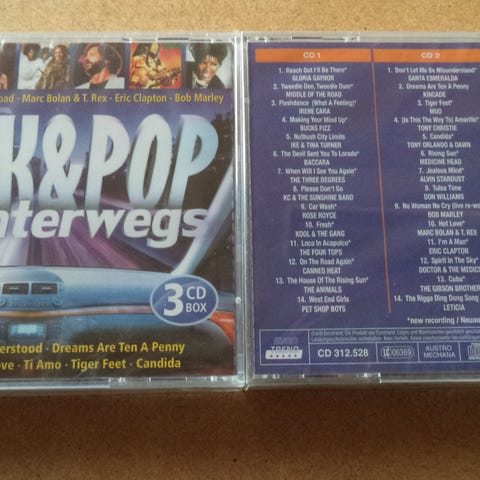 oad · Marc Bolan & T. Rex · Eric Clapton · Bob Marley
K&POP
nterwegs
3 CD
BOX
erstood · Dreams Are Ten A Penny
ove · Ti Amo · Tiger Feet · Candida
CD 1
1. Reach Out I'll Be There*
GLORIA GAYNOR
2. Tweedle Dee, Tweedle Dum*
MIDDLE OF THE ROAD
3. Flashdance (What A Feeling)*
IRENE CARA
4. Making Your Mind Up*
BUCKS FIZZ
5. Nutbush City Limits
IKE & TINA TURNER
6. The Devil Sent You To Lorado*
BACCARA
7. When Will I See You Again*
THE THREE DEGREES
8. Please Don't Go
KC & THE SUNSHINE BAND
9. Car Wash*
ROSE ROYCE
10. Fresh*
KOOL & THE GANG
11. Loco In Acapulco*
THE FOUR TOPS
12. On The Road Again*
CANNED HEAT
13. The House Of The Rising Sun*
THE ANIMALS
14. West End Girls
PET SHOP BOYS
CD 2
1. Don't Let Me Be Misunderstood*
SANTA ESMERALDA
2. Dreams Are Ten A Penny
KINCADE
3. Tiger Feet*
MUD
4. (Is This The Way To) Amarillo*
TONY CHRISTIE
5. Candida*
TONY ORLANDO & DAWN
6. Rising Sun*
MEDICINE HEAD
7. Jealous Mind*
ALVIN STARDUST
8. Tulsa Time
DON WILLIAMS
9. No Woman No Cry (live re-wo
BOB MARLEY
10. Hot Love*
MARC BOLAN & T. REX
11. I'm A Man*
ERIC CLAPTON
12. Spirit In The Sky*
DOCTOR & THE MEDICS
13. Cuba*
THE GIBSON BROTHER
14. The Rigga Ding Dong Song
LETICIA
*new recording / Neuau
EURO
TREND
CD 312.528
LC 06369
AUSTRO
MECHANA